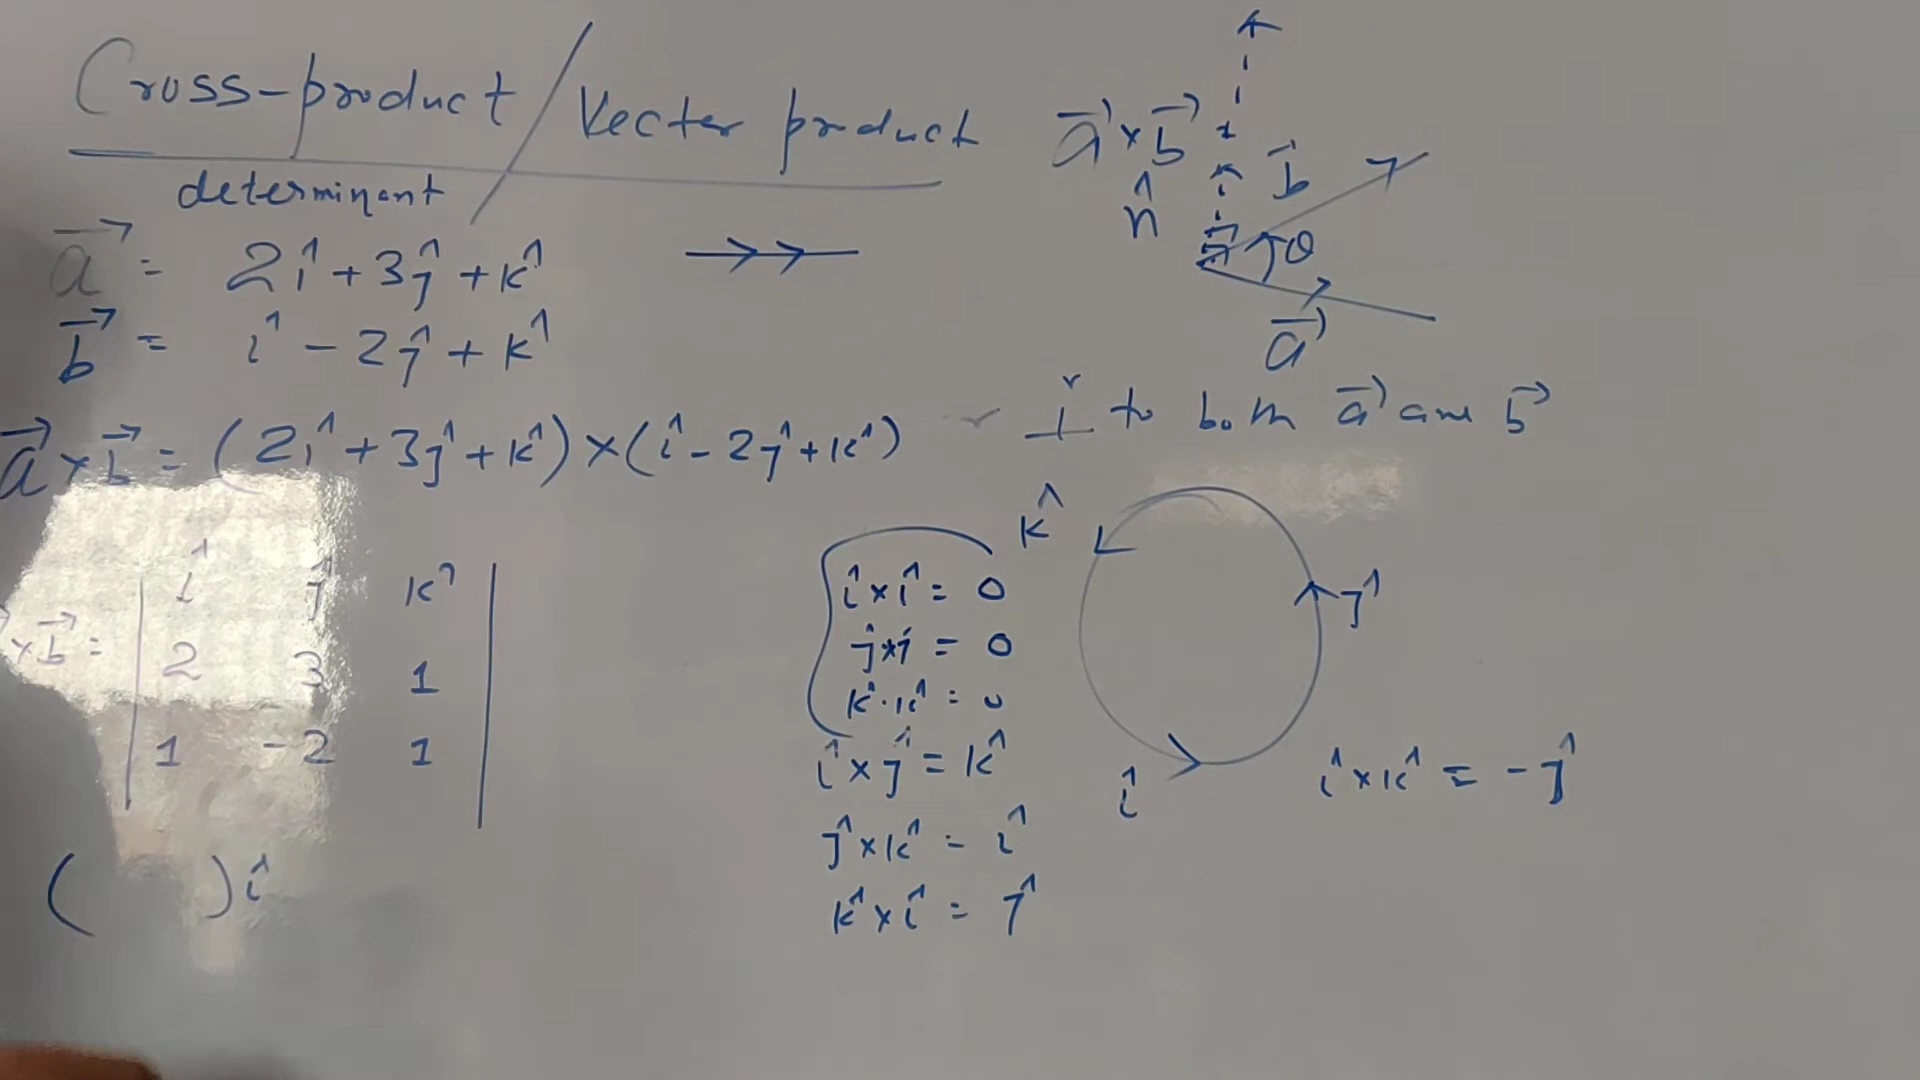 Cross-product / Vecter product
determinant
a⃗ = 2î + 3ĵ + k̂
b⃗ = î - 2ĵ + k̂
a⃗ × b⃗ = (2î + 3ĵ + k̂) × (î - 2ĵ + k̂)
× b⃗ = | î ĵ k̂ |
| 2 3 1 |
| 1 -2 1 |
( ) î
a⃗ × b⃗
n̂
b⃗
θ
a⃗
⊥r to both a⃗ and b⃗
î × î = 0
ĵ × ĵ = 0
k̂ · k̂ = 0
î × ĵ = k̂
ĵ × k̂ = î
k̂ × î = ĵ
k̂
ĵ
î
î × k̂ = - ĵ